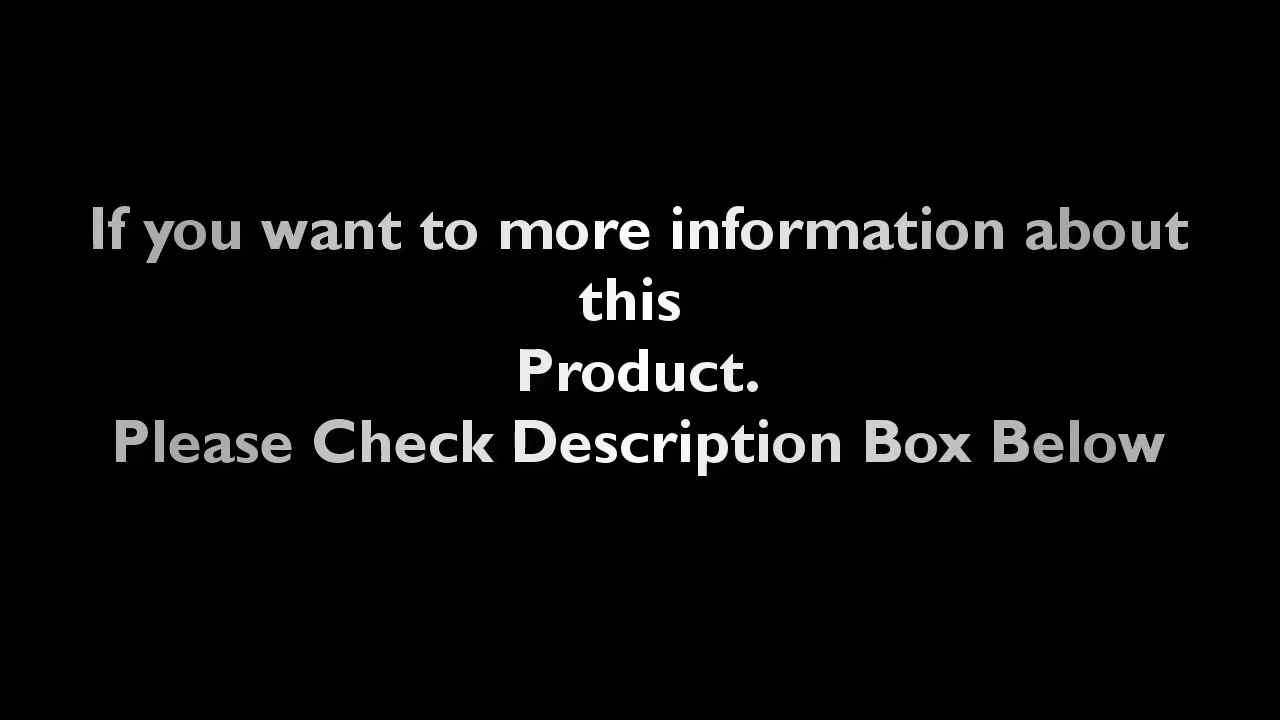 If you want to more information about
this
Product.
Please Check Description Box Below